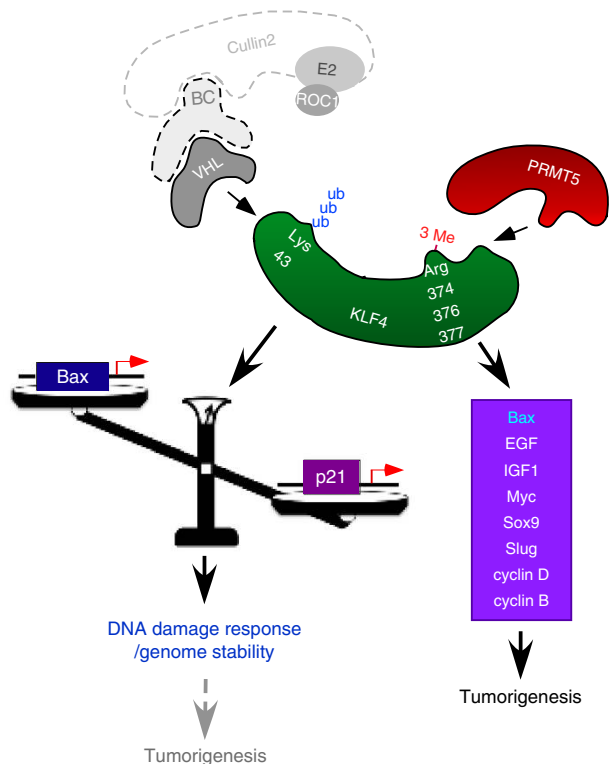 Cullin2
E2
BC
ROC1
VHL
PRMT5
ub
ub
ub
3 Me
Lys
43
Arg
374
376
377
KLF4
Bax
p21
Bax
EGF
IGF1
Myc
Sox9
Slug
cyclin D
cyclin B
DNA damage response
/genome stability
Tumorigenesis
Tumorigenesis